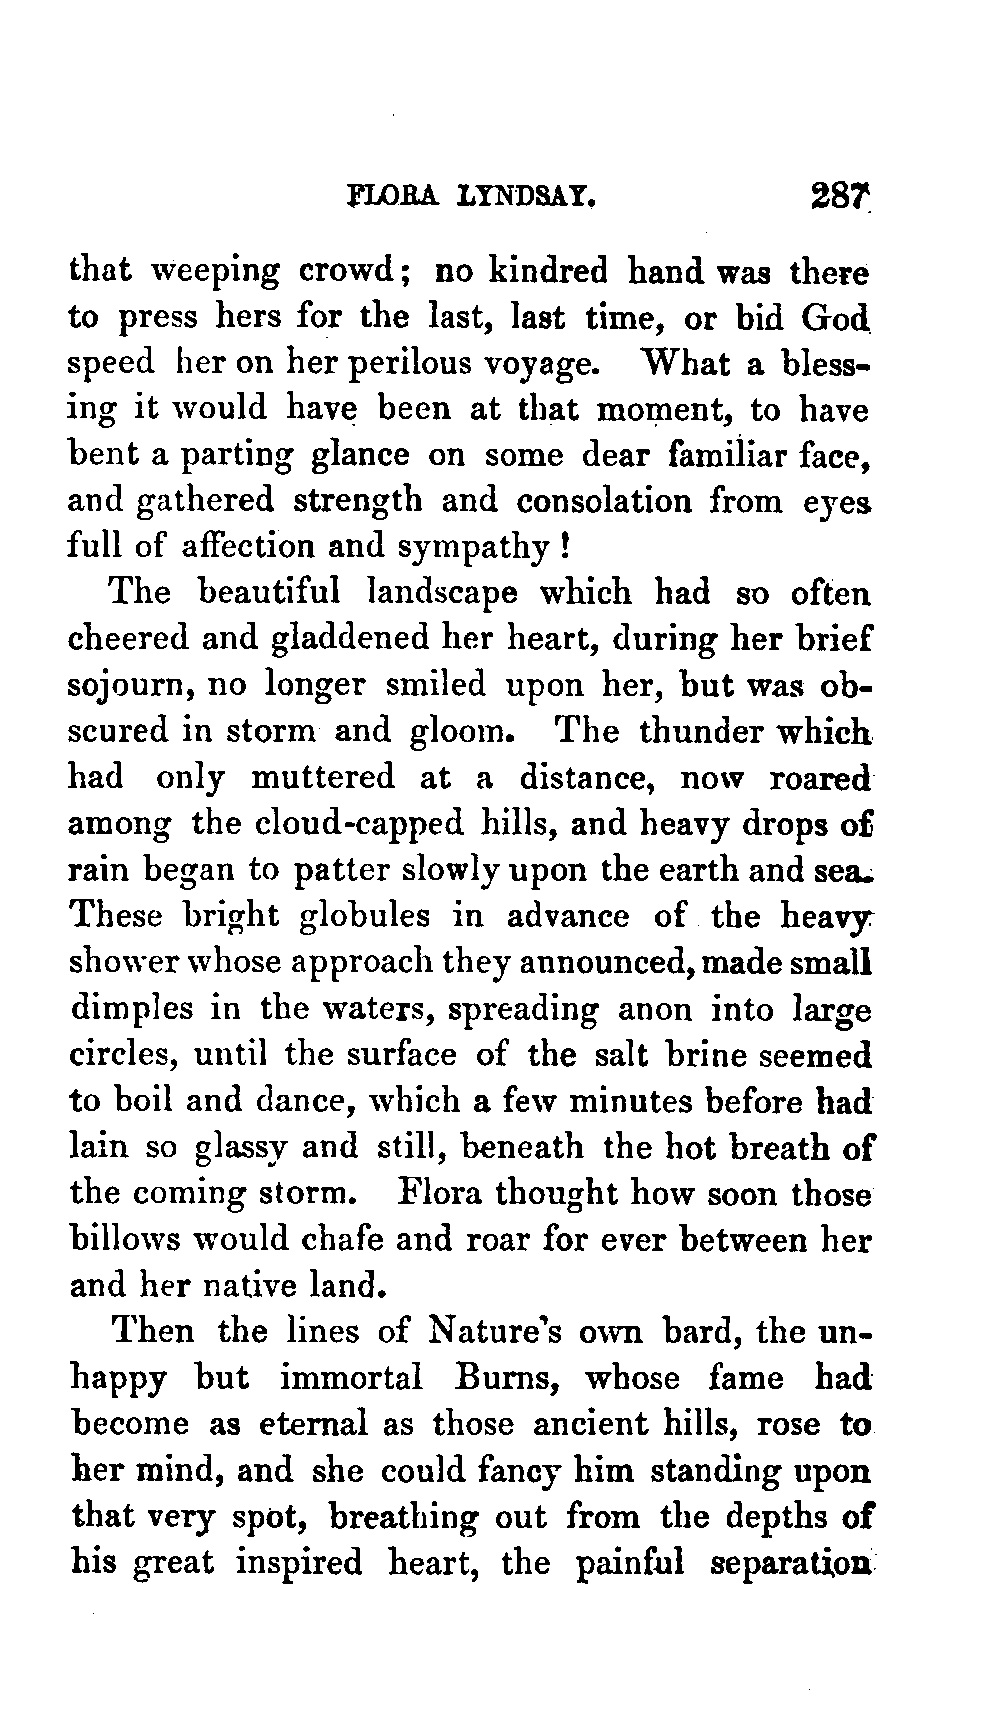 FLORA LYNDSAY. 287
that weeping crowd; no kindred hand was there
to press hers for the last, last time, or bid God
speed her on her perilous voyage. What a bless-
ing it would have been at that moment, to have
bent a parting glance on some dear familiar face,
and gathered strength and consolation from eyes
full of affection and sympathy!
The beautiful landscape which had so often
cheered and gladdened her heart, during her brief
sojourn, no longer smiled upon her, but was ob-
scured in storm and gloom. The thunder which
had only muttered at a distance, now roared
among the cloud-capped hills, and heavy drops of
rain began to patter slowly upon the earth and sea.
These bright globules in advance of the heavy
shower whose approach they announced, made small
dimples in the waters, spreading anon into large
circles, until the surface of the salt brine seemed
to boil and dance, which a few minutes before had
lain so glassy and still, beneath the hot breath of
the coming storm. Flora thought how soon those
billows would chafe and roar for ever between her
and her native land.
Then the lines of Nature's own bard, the un-
happy but immortal Burns, whose fame had
become as eternal as those ancient hills, rose to
her mind, and she could fancy him standing upon
that very spot, breathing out from the depths of
his great inspired heart, the painful separation